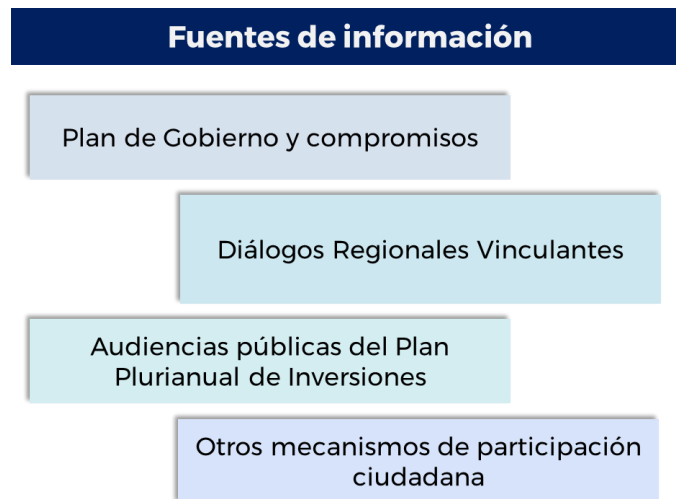 Fuentes de información
Plan de Gobierno y compromisos
Diálogos Regionales Vinculantes
Audiencias públicas del Plan
Plurianual de Inversiones
Otros mecanismos de participación
ciudadana